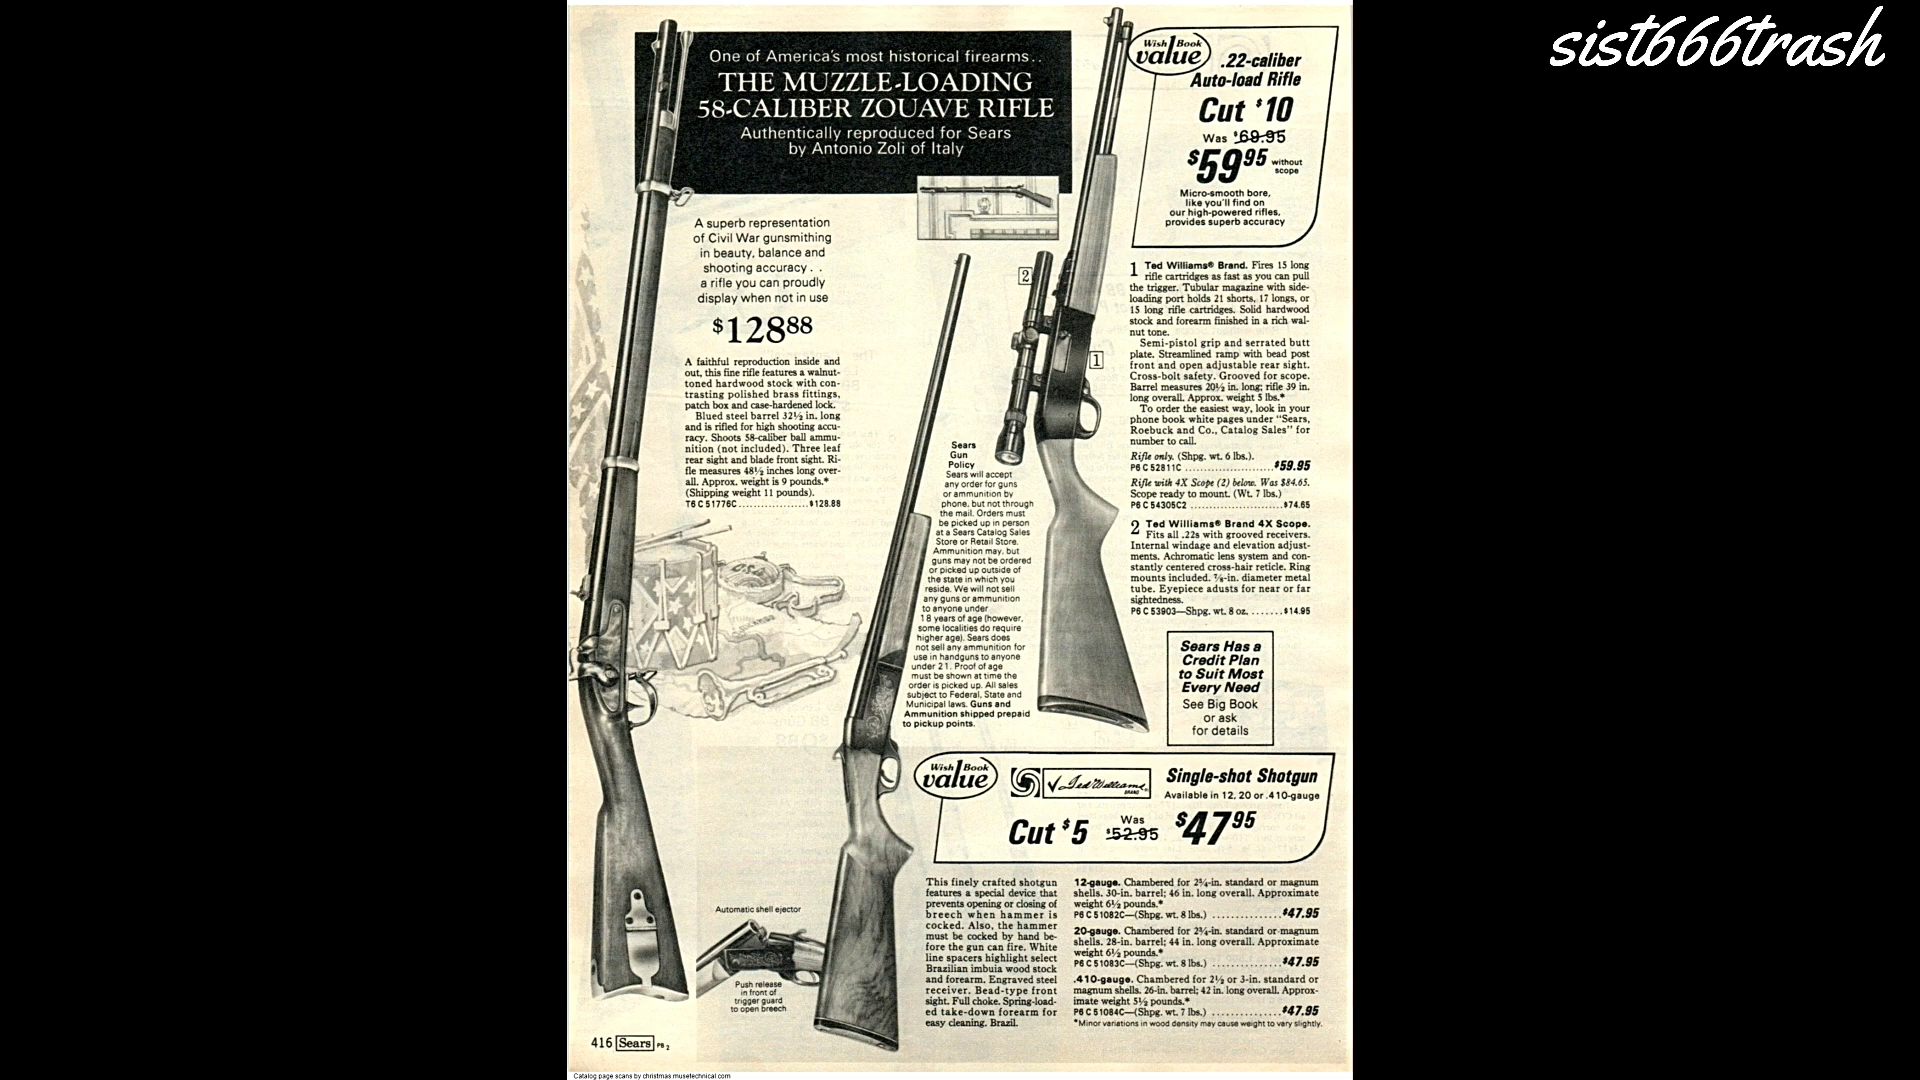 sist666trash
One of America's most historical firearms..
THE MUZZLE-LOADING
58-CALIBER ZOUAVE RIFLE
Authentically reproduced for Sears
by Antonio Zoli of Italy
A superb representation
of Civil War gunsmithing
in beauty, balance and
shooting accuracy . .
a rifle you can proudly
display when not in use
$12888
A faithful reproduction inside and
out, this fine rifle features a walnut-
toned hardwood stock with con-
trasting polished brass fittings,
patch box and case-hardened lock.
Blued steel barrel 32½ in. long
and is rifled for high shooting accu-
racy. Shoots 58-caliber ball ammu-
nition (not included). Three leaf
rear sight and blade front sight. Ri-
fle measures 48½ inches long over-
all. Approx. weight is 9 pounds.*
(Shipping weight 11 pounds).
T6 C 51776C...................$128.88
Sears
Gun
Policy
Sears will accept
any order for guns
or ammunition by
phone, but not through
the mail. Orders must
be picked up in person
at a Sears Catalog Sales
Store or Retail Store.
Ammunition may, but
guns may not be ordered
or picked up outside of
the state in which you
reside. We will not sell
any guns or ammunition
to anyone under
18 years of age (however,
some localities do require
higher age). Sears does
not sell any ammunition for
use in handguns to anyone
under 21. Proof of age
must be shown at time the
order is picked up. All sales
subject to Federal, State and
Municipal laws. Guns and
Ammunition shipped prepaid
to pickup points.
2
1
Wish Book
value
.22-caliber
Auto-load Rifle
Cut $10
Was $69.95
$5995 without
scope
Micro-smooth bore,
like you'll find on
our high-powered rifles,
provides superb accuracy
1 Ted Williams® Brand. Fires 15 long
rifle cartridges as fast as you can pull
the trigger. Tubular magazine with side-
loading port holds 21 shorts, 17 longs, or
15 long rifle cartridges. Solid hardwood
stock and forearm finished in a rich wal-
nut tone.
Semi-pistol grip and serrated butt
plate. Streamlined ramp with bead post
front and open adjustable rear sight.
Cross-bolt safety. Grooved for scope.
Barrel measures 20½ in. long; rifle 39 in.
long overall. Approx. weight 5 lbs.*
To order the easiest way, look in your
phone book white pages under "Sears,
Roebuck and Co., Catalog Sales" for
number to call.
Rifle only. (Shpg. wt. 6 lbs.).
P6 C 52811C ........................$59.95
Rifle with 4X Scope (2) below. Was $84.65.
Scope ready to mount. (Wt. 7 lbs.)
P6 C 54305C2 ........................$74.65
2 Ted Williams® Brand 4X Scope.
Fits all .22s with grooved receivers.
Internal windage and elevation adjust-
ments. Achromatic lens system and con-
stantly centered cross-hair reticle. Ring
mounts included. ⅞-in. diameter metal
tube. Eyepiece adusts for near or far
sightedness.
P6 C 53903—Shpg. wt. 8 oz. .......$14.95
Sears Has a
Credit Plan
to Suit Most
Every Need
See Big Book
or ask
for details
Wish Book
value
Ted Williams
BRAND
Single-shot Shotgun
Available in 12, 20 or .410-gauge
Cut $5 Was $52.95 $4795
Automatic shell ejector
Push release
in front of
trigger guard
to open breech
This finely crafted shotgun
features a special device that
prevents opening or closing of
breech when hammer is
cocked. Also, the hammer
must be cocked by hand be-
fore the gun can fire. White
line spacers highlight select
Brazilian imbuia wood stock
and forearm. Engraved steel
receiver. Bead-type front
sight. Full choke. Spring-load-
ed take-down forearm for
easy cleaning. Brazil.
12-gauge. Chambered for 2¾-in. standard or magnum
shells. 30-in. barrel; 46 in. long overall. Approximate
weight 6½ pounds.*
P6 C 51082C—(Shpg. wt. 8 lbs.) ...............$47.95
20-gauge. Chambered for 2¾-in. standard or magnum
shells. 28-in. barrel; 44 in. long overall. Approximate
weight 6½ pounds.*
P6 C 51083C—(Shpg. wt. 8 lbs.) ...............$47.95
.410-gauge. Chambered for 2½ or 3-in. standard or
magnum shells. 26-in. barrel; 42 in. long overall. Approx-
imate weight 5½ pounds.*
P6 C 51084C—(Shpg. wt. 7 lbs.) ...............$47.95
*Minor variations in wood density may cause weight to vary slightly.
416 Sears PB 2
Catalog page scans by christmas.musetechnical.com